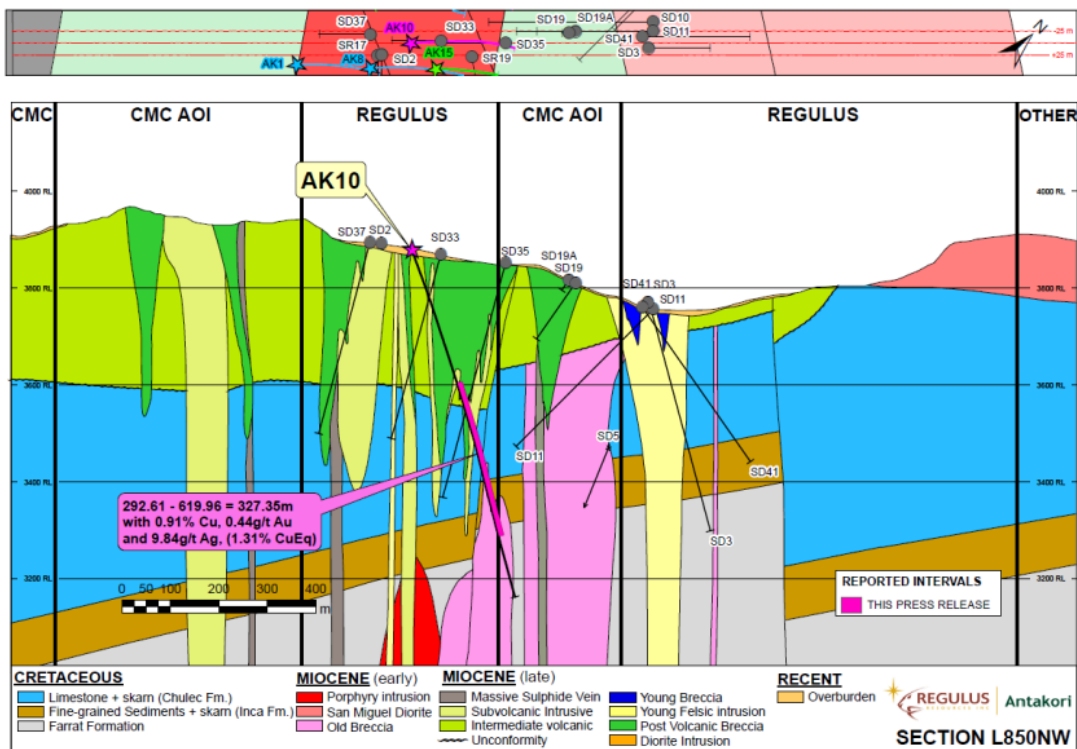 SD37
AK10
SD33
SD19
SD19A
SD10
SD11
SD41
SD3
SR17
SD2
AK15
SD35
SR19
AK1
AK8
-25 m
+25 m
N
CMC
CMC AOI
REGULUS
CMC AOI
REGULUS
OTHER
AK10
4000 RL
4000 RL
SD37
SD2
SD33
SD35
SD19A
SD19
SD41
SD3
SD11
3800 RL
3800 RL
3600 RL
3600 RL
SD5
SD11
SD41
3400 RL
3400 RL
SD3
292.61 - 619.96 = 327.35m
with 0.91% Cu, 0.44g/t Au
and 9.84g/t Ag, (1.31% CuEq)
3200 RL
3200 RL
0 50 100 200 300 400
m
REPORTED INTERVALS
THIS PRESS RELEASE
CRETACEOUS
Limestone + skarn (Chulec Fm.)
Fine-grained Sediments + skarn (Inca Fm.)
Farrat Formation
MIOCENE (early)
Porphyry intrusion
San Miguel Diorite
Old Breccia
MIOCENE (late)
Massive Sulphide Vein
Subvolcanic Intrusive
Intermediate volcanic
Unconformity
Young Breccia
Young Felsic intrusion
Post Volcanic Breccia
Diorite Intrusion
RECENT
Overburden
REGULUS
RESOURCES INC.
Antakori
SECTION L850NW